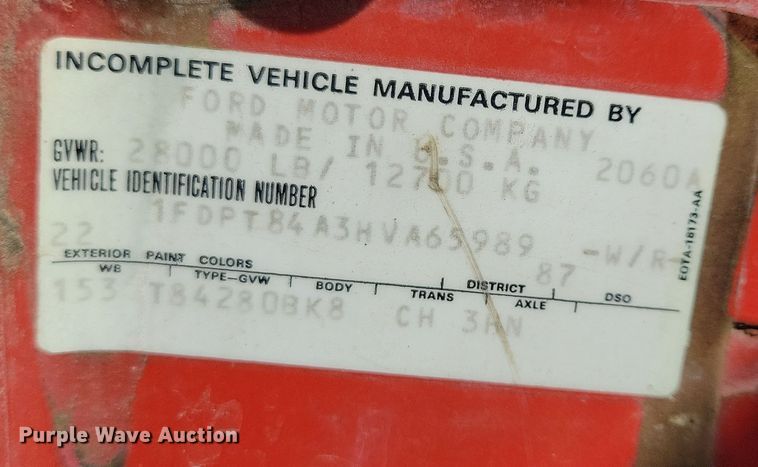 INCOMPLETE VEHICLE MANUFACTURED BY
FORD MOTOR COMPANY
MADE IN U.S.A. 2060A
GVWR: 28000 LB/ 12700 KG
VEHICLE IDENTIFICATION NUMBER
1FDPT84A3HVA65989
22 87 -W/R-
EXTERIOR PAINT COLORS DISTRICT
WB TYPE-GVW BODY TRANS AXLE DSO
153 T84280BK8 CH 3HN
E0TA-18173-AA
Purple Wave Auction